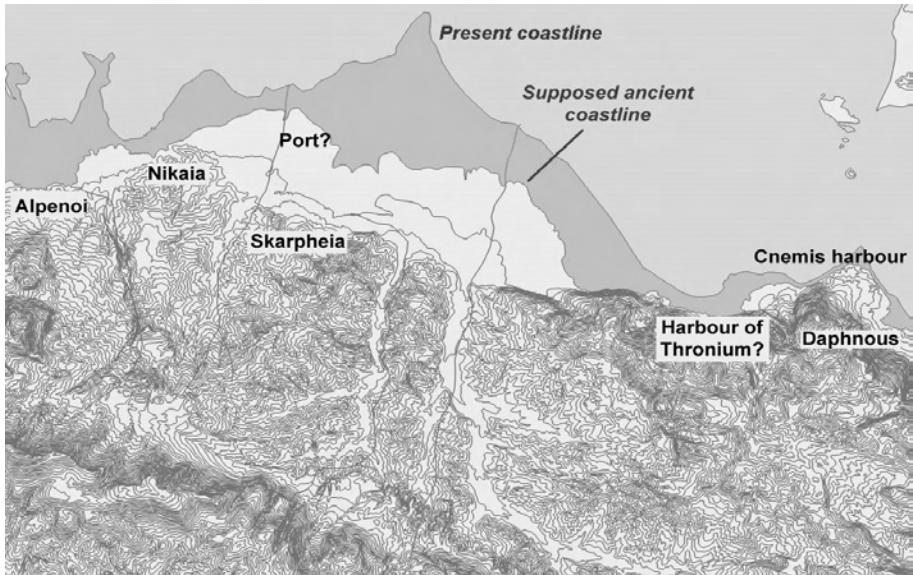 Present coastline
Supposed ancient
coastline
Port?
Nikaia
Alpenoi
Skarpheia
Cnemis harbour
Harbour of
Thronium?
Daphnous